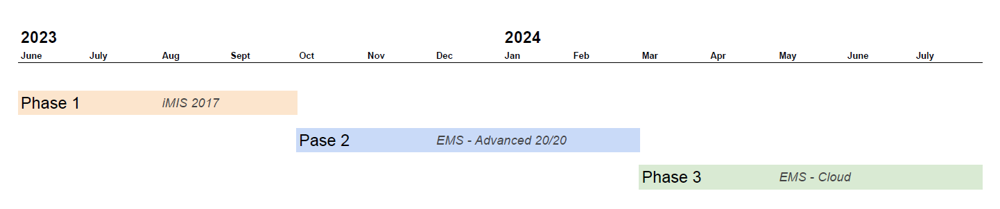 2023 2024
June July Aug Sept Oct Nov Dec Jan Feb Mar Apr May June July
Phase 1 iMIS 2017
Pase 2 EMS - Advanced 20/20
Phase 3 EMS - Cloud